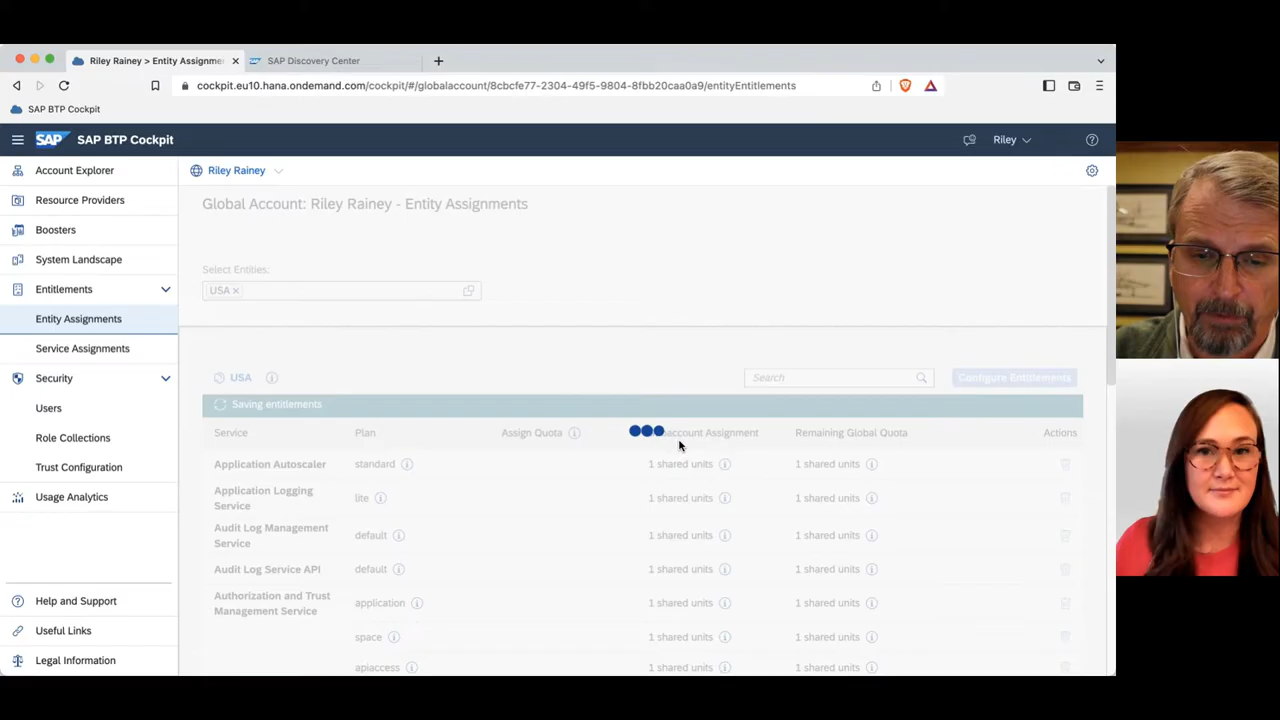 Riley Rainey > Entity Assignme
SAP Discovery Center
cockpit.eu10.hana.ondemand.com/cockpit/#/globalaccount/8cbcfe77-2304-49f5-9804-8fbb20caa0a9/entityEntitlements
SAP BTP Cockpit
SAP SAP BTP Cockpit
Riley
Account Explorer
Resource Providers
Boosters
System Landscape
Entitlements
Entity Assignments
Service Assignments
Security
Users
Role Collections
Trust Configuration
Usage Analytics
Help and Support
Useful Links
Legal Information
Riley Rainey
Global Account: Riley Rainey - Entity Assignments
Select Entities:
USA
USA
Search
Configure Entitlements
Saving entitlements
Service Plan Assign Quota account Assignment Remaining Global Quota Actions
Application Autoscaler standard 1 shared units 1 shared units
Application Logging
Service lite 1 shared units 1 shared units
Audit Log Management
Service default 1 shared units 1 shared units
Audit Log Service API default 1 shared units 1 shared units
Authorization and Trust
Management Service application 1 shared units 1 shared units
space 1 shared units 1 shared units
apiaccess 1 shared units 1 shared units